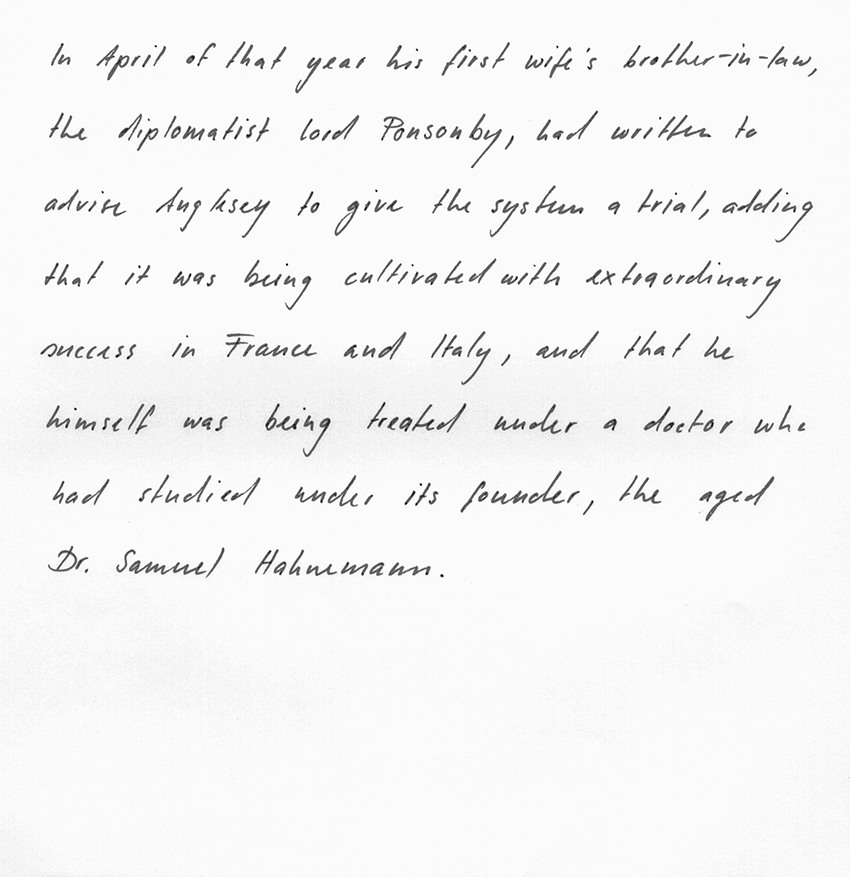 In April of that year his first wife's brother-in-law,
the diplomatist lord Ponsonby, had written to
advise Anglesey to give the system a trial, adding
that it was being cultivated with extraordinary
success in France and Italy, and that he
himself was being treated under a doctor who
had studied under its founder, the aged
Dr. Samuel Hahnemann.